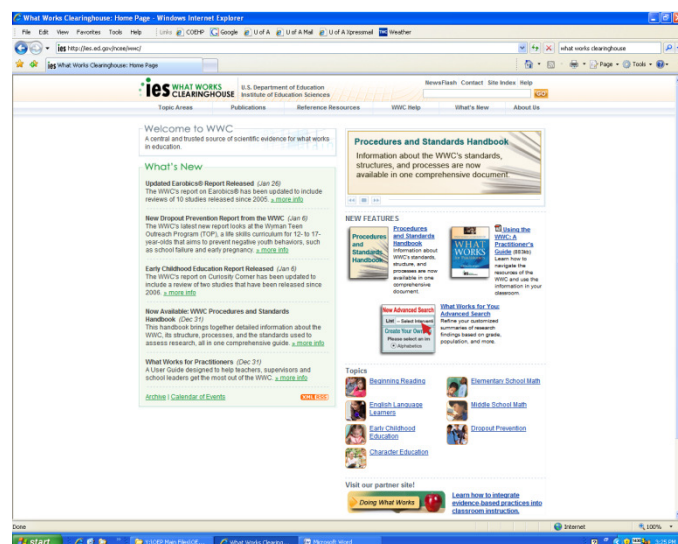 What Works Clearinghouse: Home Page - Windows Internet Explorer
File Edit View Favorites Tools Help Links COEHP Google U of A U of A Mail U of A Xpressmail Weather
http://ies.ed.gov/ncee/wwc/
what works clearinghouse
What Works Clearinghouse: Home Page
Page Tools
NewsFlash Contact Site Index Help
ies WHAT WORKS CLEARINGHOUSE
U.S. Department of Education
Institute of Education Sciences
GO
Topic Areas Publications Reference Resources WWC Help What's New About Us
Welcome to WWC
A central and trusted source of scientific evidence for what works
in education.
What's New
Updated Earobics® Report Released (Jan 26)
The WWC's report on Earobics® has been updated to include
reviews of 10 studies released since 2005. » more info
New Dropout Prevention Report from the WWC (Jan 6)
The WWC's latest new report looks at the Wyman Teen
Outreach Program (TOP), a life skills curriculum for 12- to 17-
year-olds that aims to prevent negative youth behaviors, such
as school failure and early pregnancy. » more info
Early Childhood Education Report Released (Jan 6)
The WWC's report on Curiosity Corner has been updated to
include a review of two studies that have been released since
2006. » more info
Now Available: WWC Procedures and Standards
Handbook (Dec 31)
This handbook brings together detailed information about the
WWC, its structure, processes, and the standards used to
assess research, all in one comprehensive guide. » more info
What Works for Practitioners (Dec 31)
A User Guide designed to help teachers, supervisors and
school leaders get the most out of the WWC. » more info
Archive | Calendar of Events
XML RSS
Procedures and Standards Handbook
Information about the WWC's standards,
structures, and processes are now
available in one comprehensive document.
NEW FEATURES
Procedures
and
Standards
Handbook
Procedures
and Standards
Handbook
Information about
WWC's standards,
structure, and
processes are now
available in one
comprehensive
document.
WHAT
WORKS
Using the
WWC: A
Practitioner's
Guide
Learn how to
navigate the
resources of the
WWC and use the
information in your
classroom.
New Advanced Search
List
Create Your Own
Please select an
Alphabetica
What Works for You:
Advanced Search
Refine your customized
summaries of research
findings based on grade,
population, and more.
Topics
Beginning Reading
Elementary School Math
English Language
Learners
Middle School Math
Early Childhood
Education
Dropout Prevention
Character Education
Visit our partner site!
Doing What Works
Learn how to integrate
evidence-based practices into
classroom instruction.
Done
Internet
100%
start
What Works Clearing...
Microsoft Word
3:25 PM